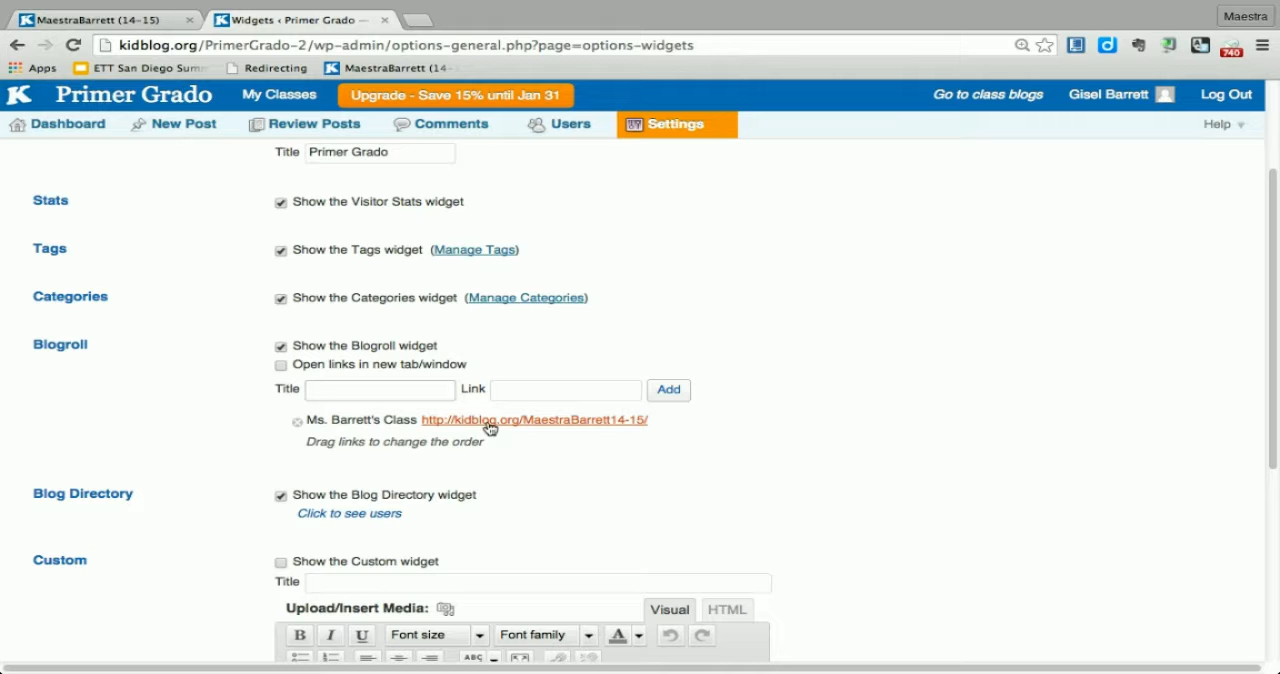 MaestraBarrett (14-15)
Widgets ‹ Primer Grado —
Maestra
kidblog.org/PrimerGrado-2/wp-admin/options-general.php?page=options-widgets
740
Apps
ETT San Diego Summ
Redirecting
MaestraBarrett (14-
K
Primer Grado
My Classes
Upgrade - Save 15% until Jan 31
Go to class blogs
Gisel Barrett
Log Out
Dashboard
New Post
Review Posts
Comments
Users
Settings
Help
Title Primer Grado
Stats
Show the Visitor Stats widget
Tags
Show the Tags widget (Manage Tags)
Categories
Show the Categories widget (Manage Categories)
Blogroll
Show the Blogroll widget
Open links in new tab/window
Title Link Add
Ms. Barrett's Class http://kidblog.org/MaestraBarrett14-15/
Drag links to change the order
Blog Directory
Show the Blog Directory widget
Click to see users
Custom
Show the Custom widget
Title
Upload/Insert Media:
Visual HTML
B I U Font size Font family A
ABC